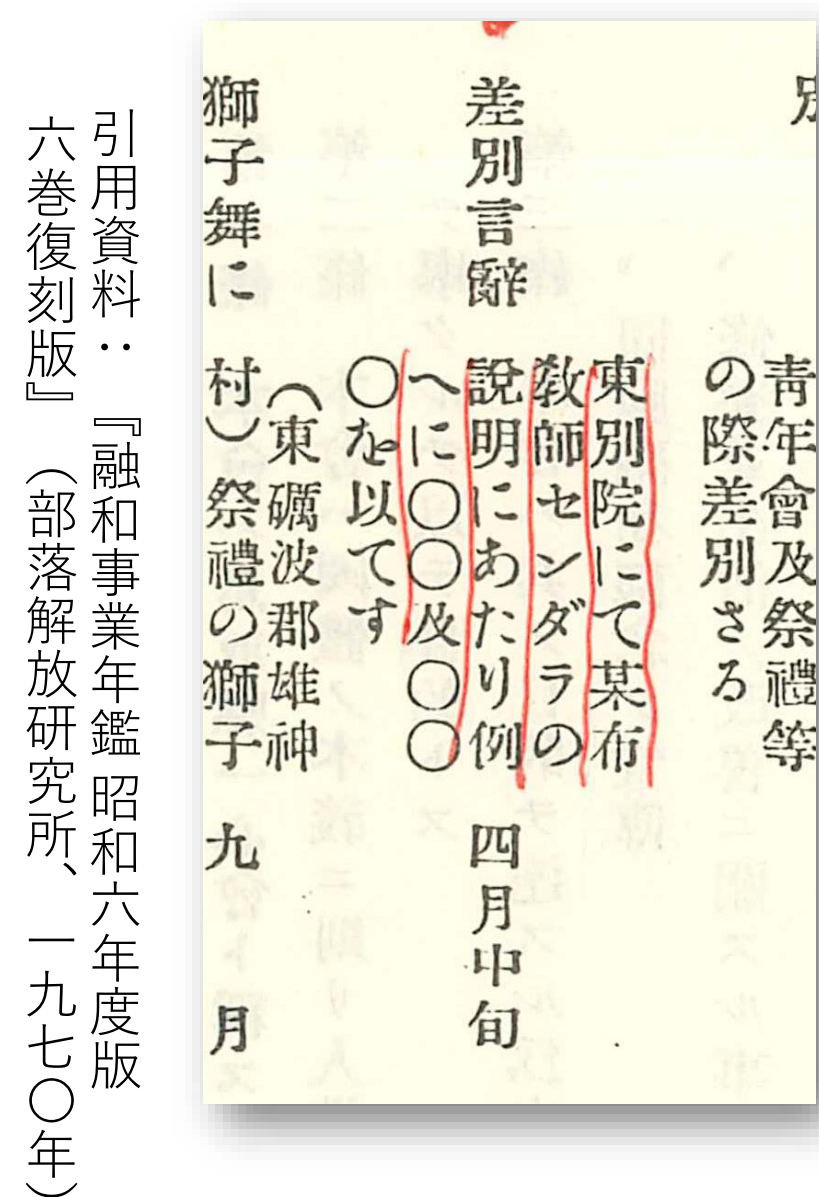 青年會及祭禮等
の際差別さる
東別院にて某布
教師センダラの
差別言辭 説明にあたり例 四月中旬
へに〇〇及〇〇
〇を以てす
(東礪波郡雄神
獅子舞に 村)祭禮の獅子 九 月
引用資料:『融和事業年鑑 昭和六年度版
六巻復刻版』(部落解放研究所、一九七〇年)